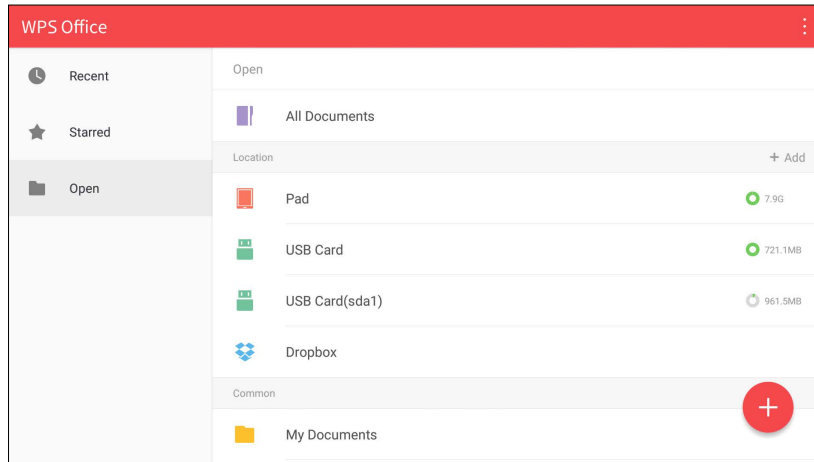 WPS Office
Recent
Starred
Open
Open
All Documents
Location
+ Add
Pad
7.9G
USB Card
721.1MB
USB Card(sda1)
961.5MB
Dropbox
Common
My Documents